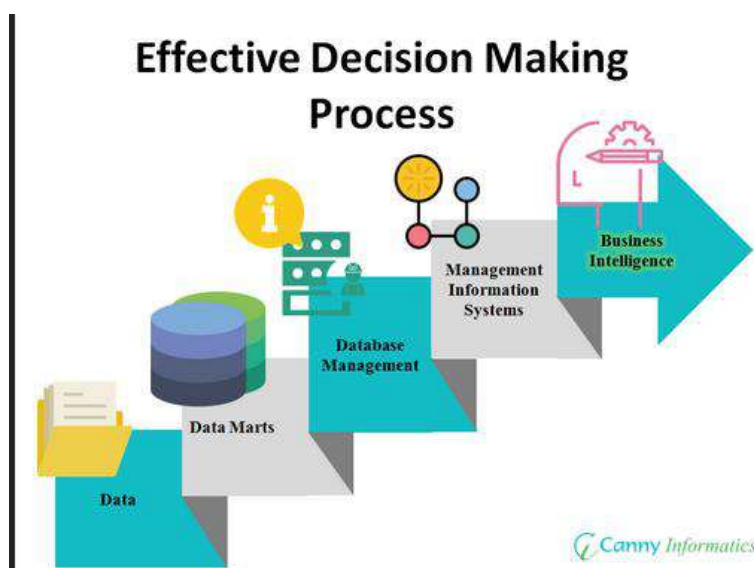 Effective Decision Making
Process
Business
Intelligence
Management
Information
Systems
Database
Management
Data Marts
Data
Canny Informatics